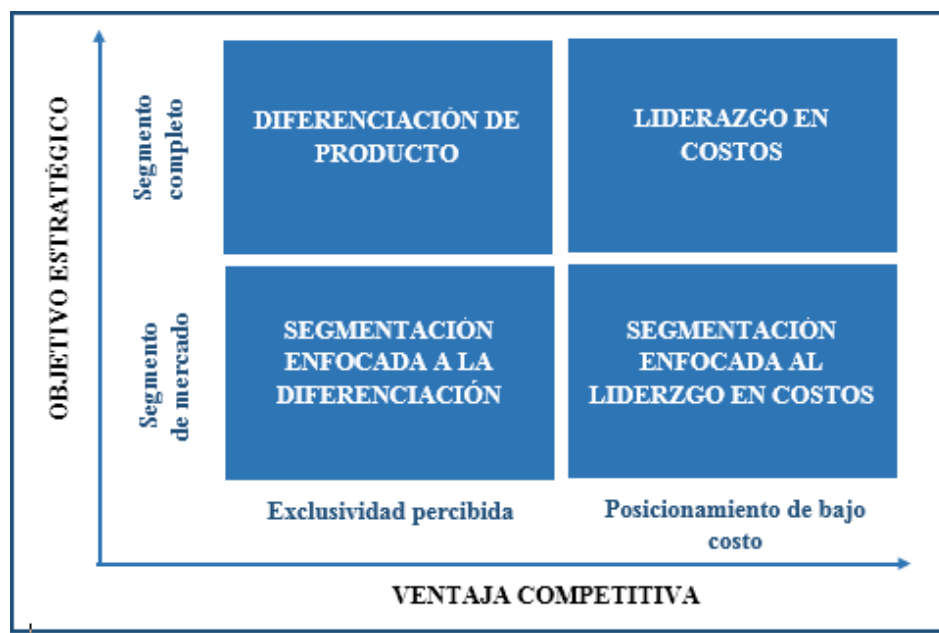 OBJETIVO ESTRATÉGICO
Segmento
completo
DIFERENCIACIÓN DE
PRODUCTO
LIDERAZGO EN
COSTOS
Segmento
de mercado
SEGMENTACIÓN
ENFOCADA A LA
DIFERENCIACIÓN
SEGMENTACIÓN
ENFOCADA AL
LIDERZGO EN COSTOS
Exclusividad percibida
Posicionamiento de bajo
costo
VENTAJA COMPETITIVA